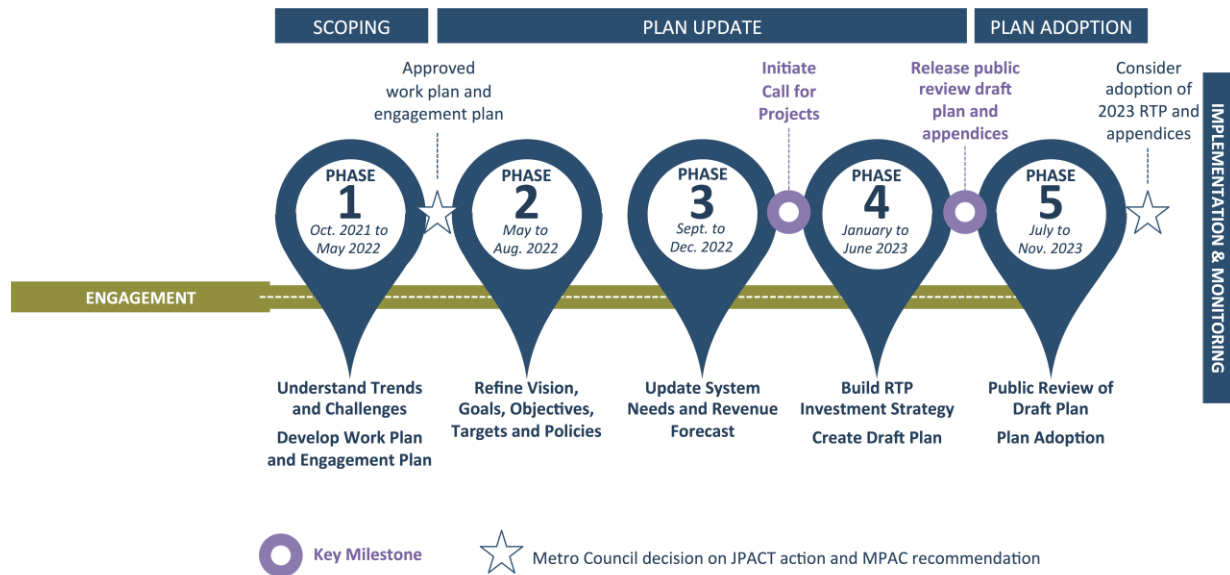 SCOPING
PLAN UPDATE
PLAN ADOPTION
Approved
work plan and
engagement plan
Initiate
Call for
Projects
Release public
review draft
plan and
appendices
Consider
adoption of
2023 RTP and
appendices
IMPLEMENTATION & MONITORING
PHASE
1
Oct. 2021 to
May 2022
PHASE
2
May to
Aug. 2022
PHASE
3
Sept. to
Dec. 2022
PHASE
4
January to
June 2023
PHASE
5
July to
Nov. 2023
ENGAGEMENT
Understand Trends
and Challenges
Develop Work Plan
and Engagement Plan
Refine Vision,
Goals, Objectives,
Targets and Policies
Update System
Needs and Revenue
Forecast
Build RTP
Investment Strategy
Create Draft Plan
Public Review of
Draft Plan
Plan Adoption
Key Milestone
Metro Council decision on JPACT action and MPAC recommendation